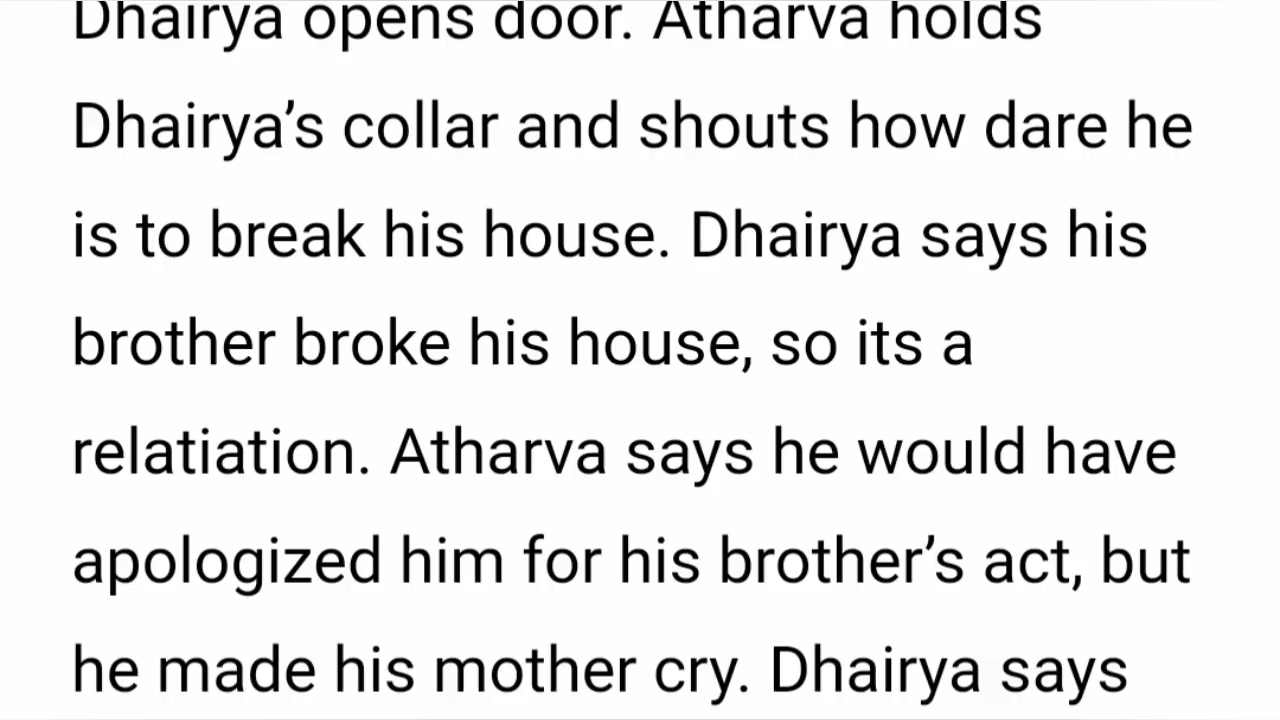 Dhairya opens door. Atharva holds
Dhairya’s collar and shouts how dare he
is to break his house. Dhairya says his
brother broke his house, so its a
relatiation. Atharva says he would have
apologized him for his brother’s act, but
he made his mother cry. Dhairya says